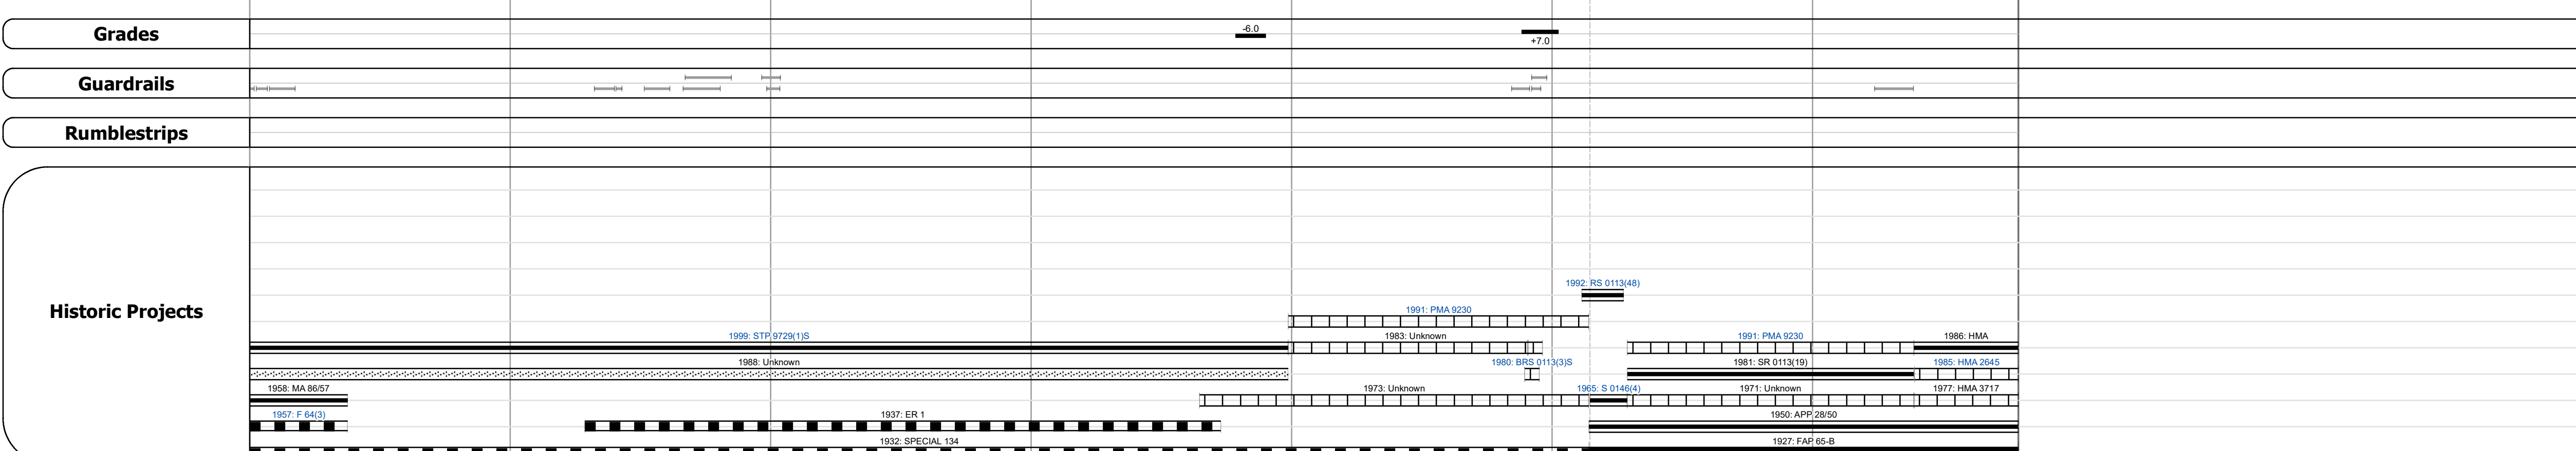 Grades
-6.0
+7.0
Guardrails
Rumblestrips
Historic Projects
1992: RS 0113(48)
1991: PMA 9230
1999: STP 9729(1)S
1983: Unknown
1991: PMA 9230
1986: HMA
1988: Unknown
1980: BRS 0113(3)S
1981: SR 0113(19)
1985: HMA 2645
1958: MA 86/57
1973: Unknown
1965: S 0146(4)
1971: Unknown
1977: HMA 3717
1957: F 64(3)
1937: ER 1
1950: APP 28/50
1932: SPECIAL 134
1927: FAP 65-B